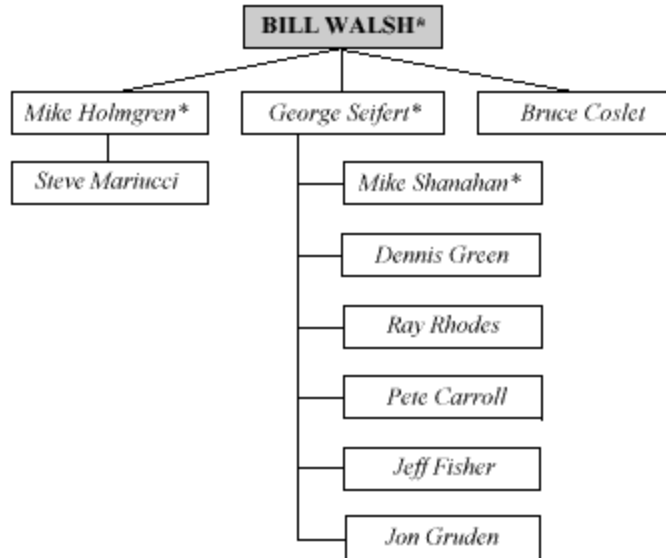 BILL WALSH*
Mike Holmgren*
George Seifert*
Bruce Coslet
Steve Mariucci
Mike Shanahan*
Dennis Green
Ray Rhodes
Pete Carroll
Jeff Fisher
Jon Gruden